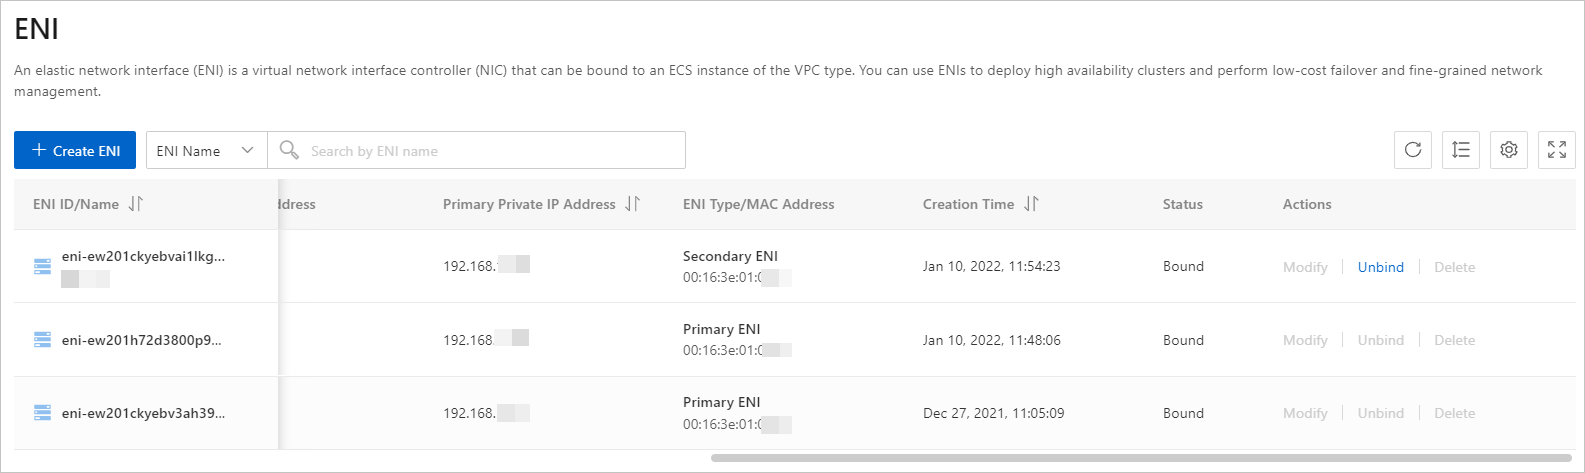 ENI
An elastic network interface (ENI) is a virtual network interface controller (NIC) that can be bound to an ECS instance of the VPC type. You can use ENIs to deploy high availability clusters and perform low-cost failover and fine-grained network
management.
Create ENI
ENI Name
Search by ENI name
ENI ID/Name
ddress
Primary Private IP Address
ENI Type/MAC Address
Creation Time
Status
Actions
eni-ew201ckyebvai1lkg...
192.168.
Secondary ENI
00:16:3e:01:0
Jan 10, 2022, 11:54:23
Bound
Modify
Unbind
Delete
eni-ew201h72d3800p9...
192.168.
Primary ENI
00:16:3e:01:0
Jan 10, 2022, 11:48:06
Bound
Modify
Unbind
Delete
eni-ew201ckyebv3ah39...
192.168.
Primary ENI
00:16:3e:01:0
Dec 27, 2021, 11:05:09
Bound
Modify
Unbind
Delete